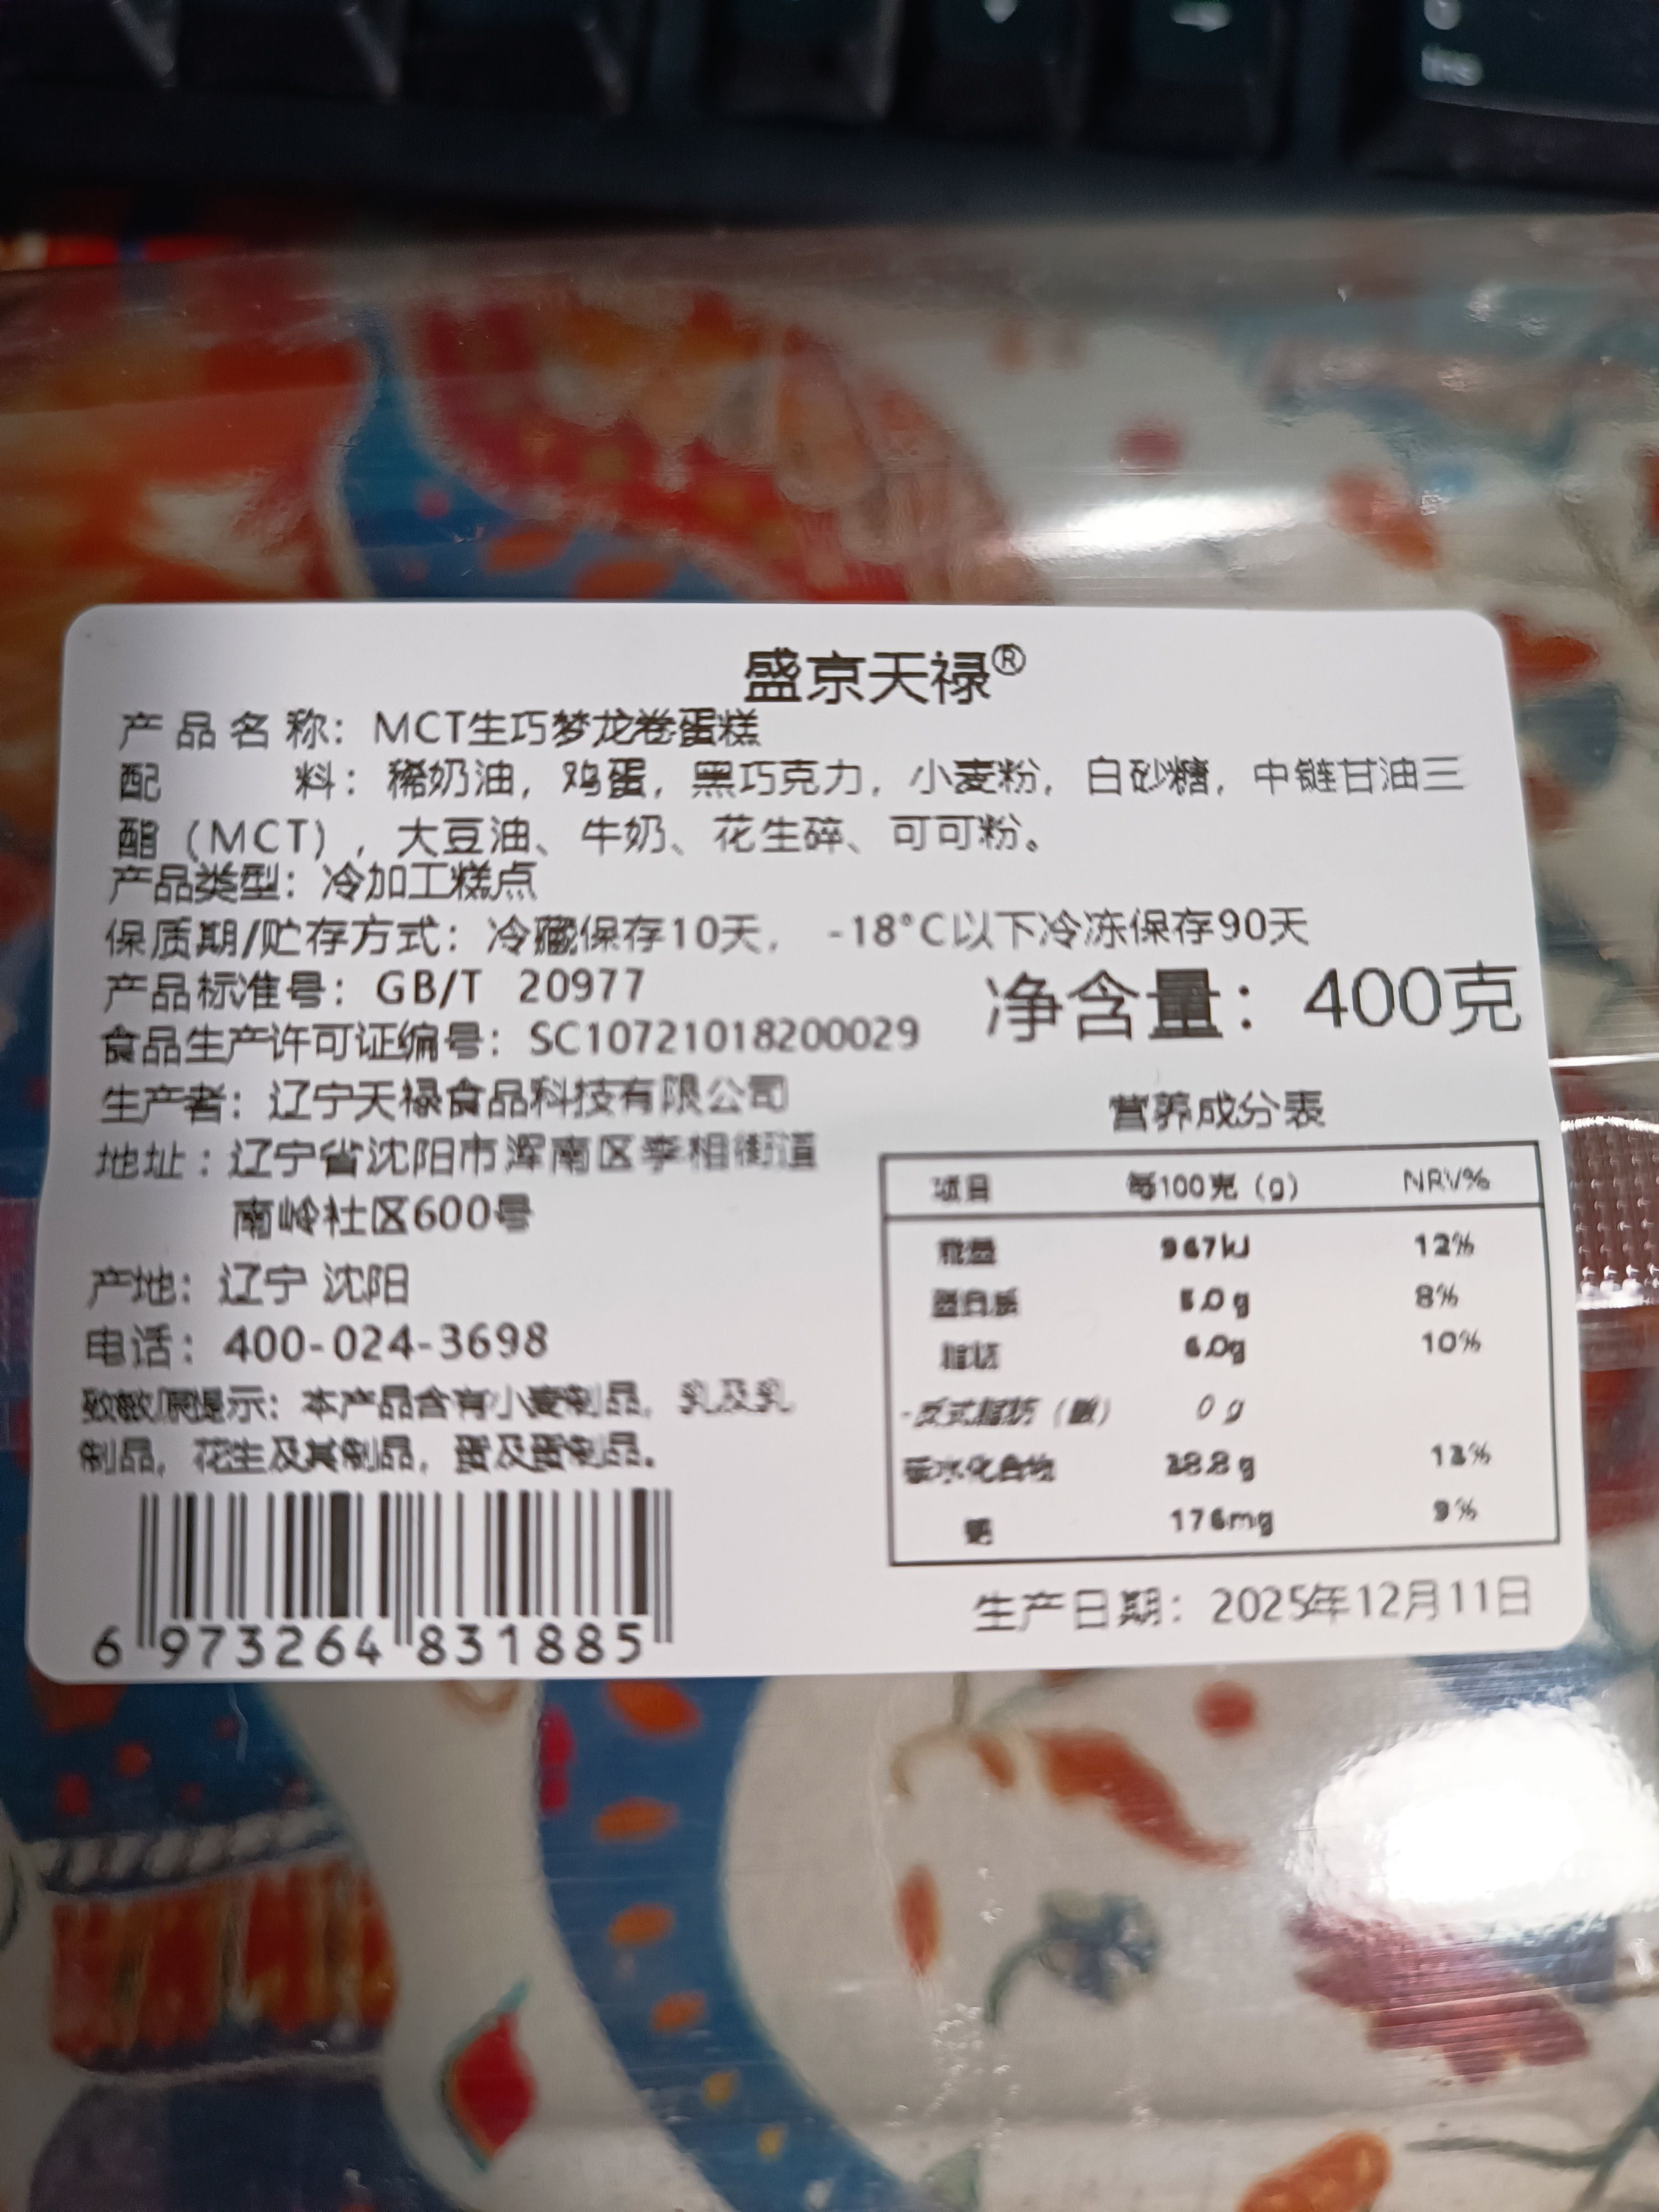 Ins
盛京天禄®
产品名称：MCT生巧梦龙卷蛋糕
配 料：稀奶油，鸡蛋，黑巧克力，小麦粉，白砂糖，中链甘油三
酯（MCT），大豆油、牛奶、花生碎、可可粉。
产品类型：冷加工糕点
保质期/贮存方式：冷藏保存10天， -18°C以下冷冻保存90天
产品标准号：GB/T 20977
净含量：400克
食品生产许可证编号：SC10721018200029
生产者：辽宁天禄食品科技有限公司
地址：辽宁省沈阳市浑南区李相街道
南岭社区600号
产地：辽宁 沈阳
电话：400-024-3698
致敏原提示：本产品含有小麦制品，乳及乳
制品，花生及其制品，蛋及蛋制品。
6 973264 831885
营养成分表
项目 每100克（g） NRV%
能量 967kJ 12%
蛋白质 5.0g 8%
脂肪 6.0g 10%
-反式脂肪（酸） 0g
碳水化合物 38.8g 13%
钠 176mg 9%
生产日期：2025年12月11日